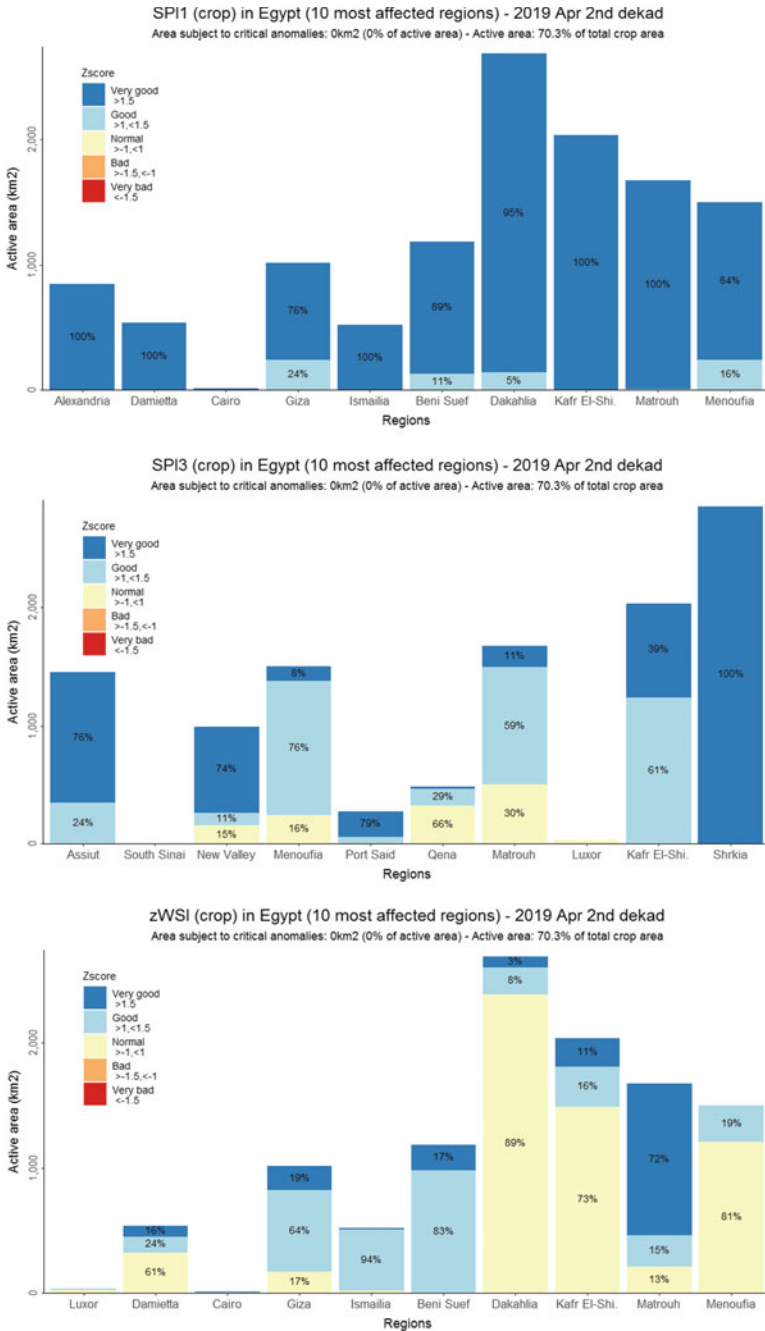 SPI1 (crop) in Egypt (10 most affected regions) - 2019 Apr 2nd dekad
Area subject to critical anomalies: 0km2 (0% of active area) - Active area: 70.3% of total crop area
Zscore
Very good
>1.5
Good
>1,<1.5
Normal
>-1,<1
Bad
>-1.5,<-1
Very bad
<-1.5
Active area (km2)
2,000
1,000
0
100%
100%
76%
24%
100%
89%
11%
95%
5%
100%
100%
84%
16%
Alexandria Damietta Cairo Giza Ismailia Beni Suef Dakahlia Kafr El-Shi. Matrouh Menoufia
Regions
SPI3 (crop) in Egypt (10 most affected regions) - 2019 Apr 2nd dekad
Area subject to critical anomalies: 0km2 (0% of active area) - Active area: 70.3% of total crop area
Zscore
Very good
>1.5
Good
>1,<1.5
Normal
>-1,<1
Bad
>-1.5,<-1
Very bad
<-1.5
Active area (km2)
2,000
1,000
0
76%
24%
74%
11%
15%
8%
76%
16%
79%
29%
66%
11%
59%
30%
39%
61%
100%
Assiut South Sinai New Valley Menoufia Port Said Qena Matrouh Luxor Kafr El-Shi. Shrkia
Regions
zWSI (crop) in Egypt (10 most affected regions) - 2019 Apr 2nd dekad
Area subject to critical anomalies: 0km2 (0% of active area) - Active area: 70.3% of total crop area
Zscore
Very good
>1.5
Good
>1,<1.5
Normal
>-1,<1
Bad
>-1.5,<-1
Very bad
<-1.5
Active area (km2)
2,000
1,000
0
16%
24%
61%
19%
64%
17%
94%
17%
83%
3%
8%
89%
11%
16%
73%
72%
15%
13%
19%
81%
Luxor Damietta Cairo Giza Ismailia Beni Suef Dakahlia Kafr El-Shi. Matrouh Menoufia
Regions